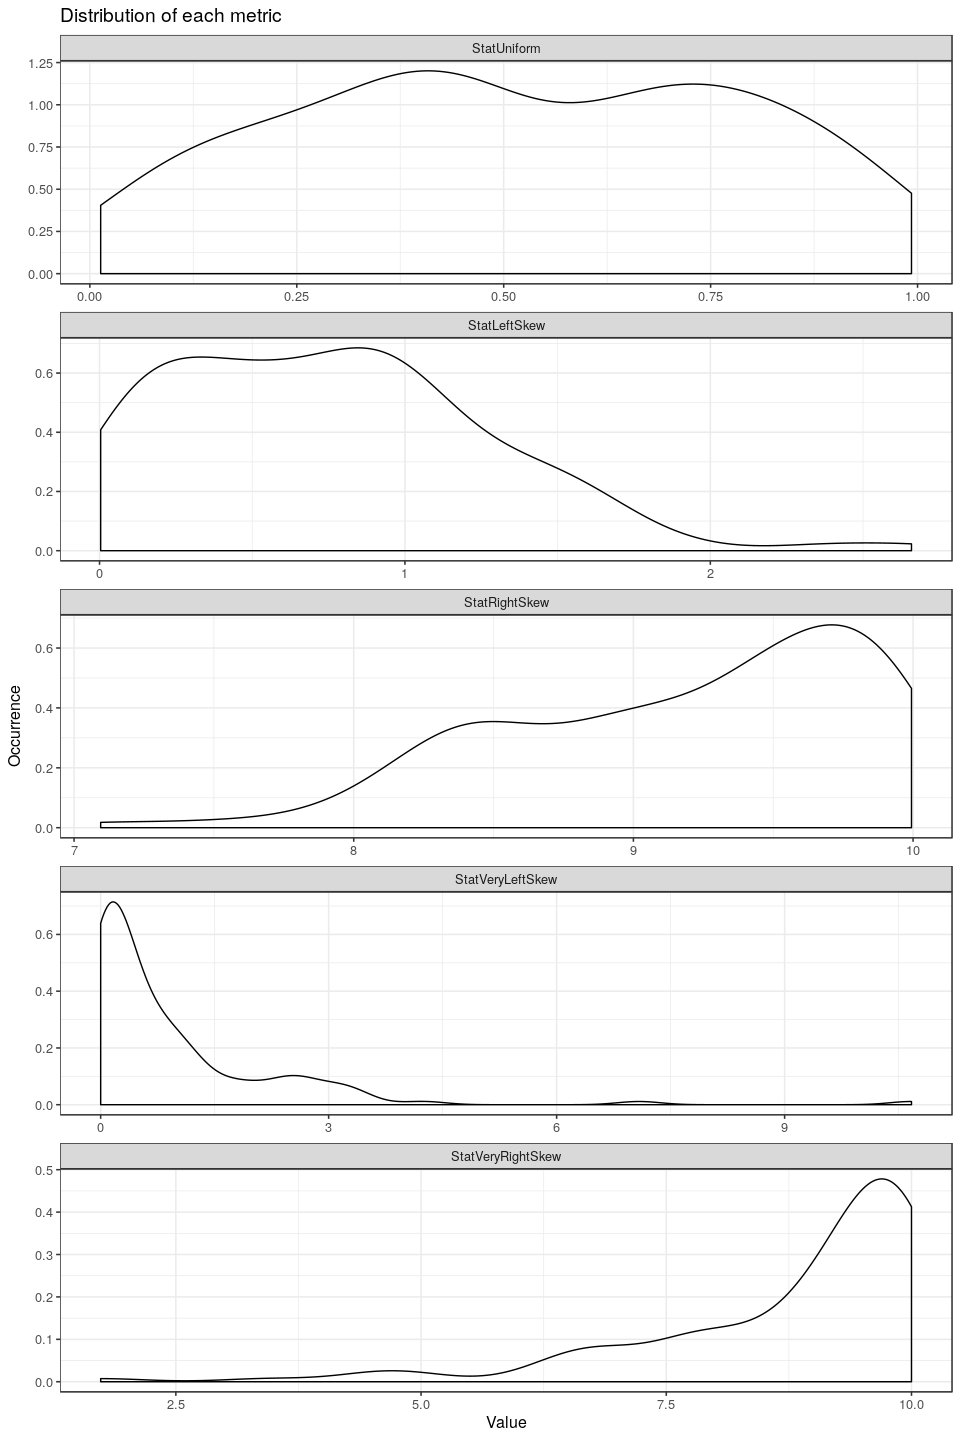 Distribution of each metric
StatUniform
1.25
1.00
0.75
0.50
0.25
0.00
0.00 0.25 0.50 0.75 1.00
StatLeftSkew
0.6
0.4
0.2
0.0
0 1 2
StatRightSkew
0.6
0.4
0.2
0.0
7 8 9 10
Occurrence
StatVeryLeftSkew
0.6
0.4
0.2
0.0
0 3 6 9
StatVeryRightSkew
0.5
0.4
0.3
0.2
0.1
0.0
2.5 5.0 7.5 10.0
Value